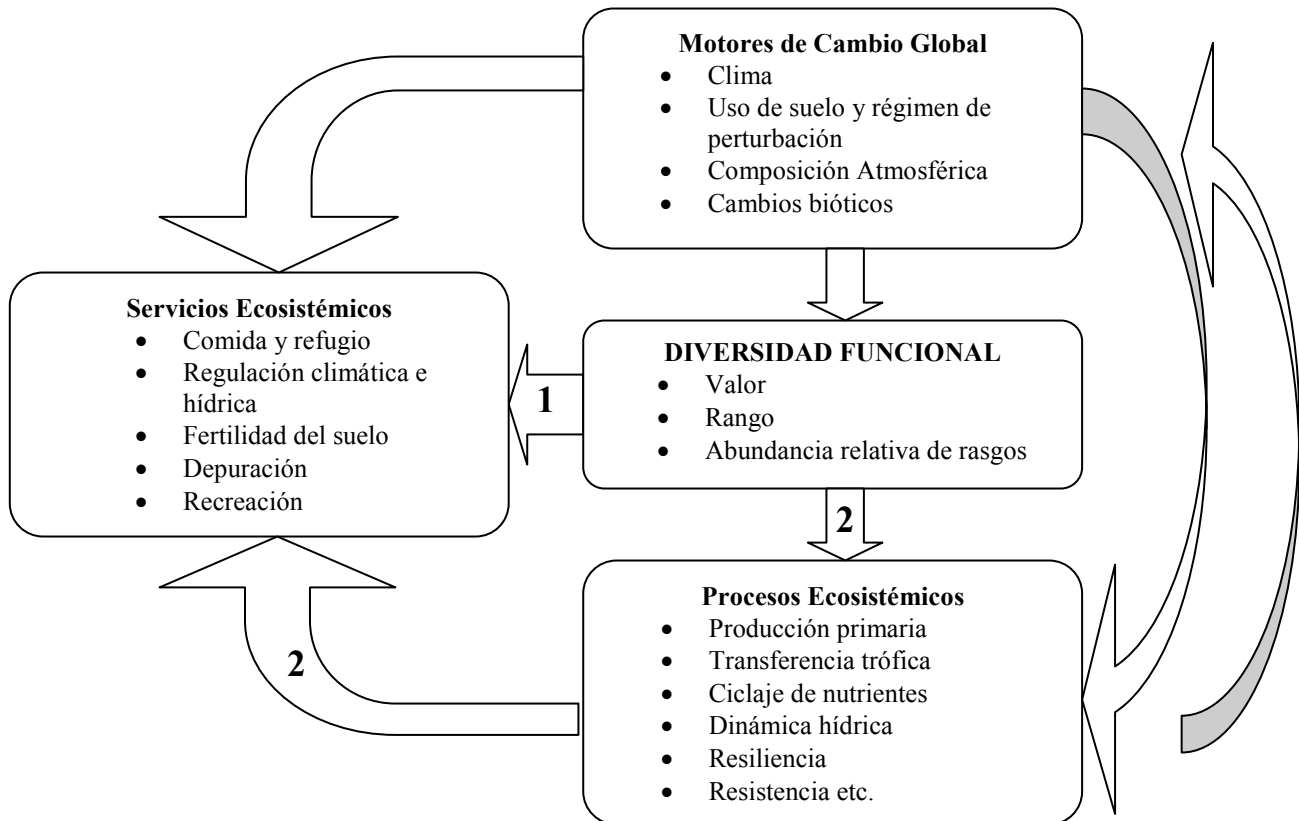 Motores de Cambio Global
• Clima
• Uso de suelo y régimen de
perturbación
• Composición Atmosférica
• Cambios bióticos
Servicios Ecosistémicos
• Comida y refugio
• Regulación climática e
hídrica
• Fertilidad del suelo
• Depuración
• Recreación
1
DIVERSIDAD FUNCIONAL
• Valor
• Rango
• Abundancia relativa de rasgos
2
2
Procesos Ecosistémicos
• Producción primaria
• Transferencia trófica
• Ciclaje de nutrientes
• Dinámica hídrica
• Resiliencia
• Resistencia etc.